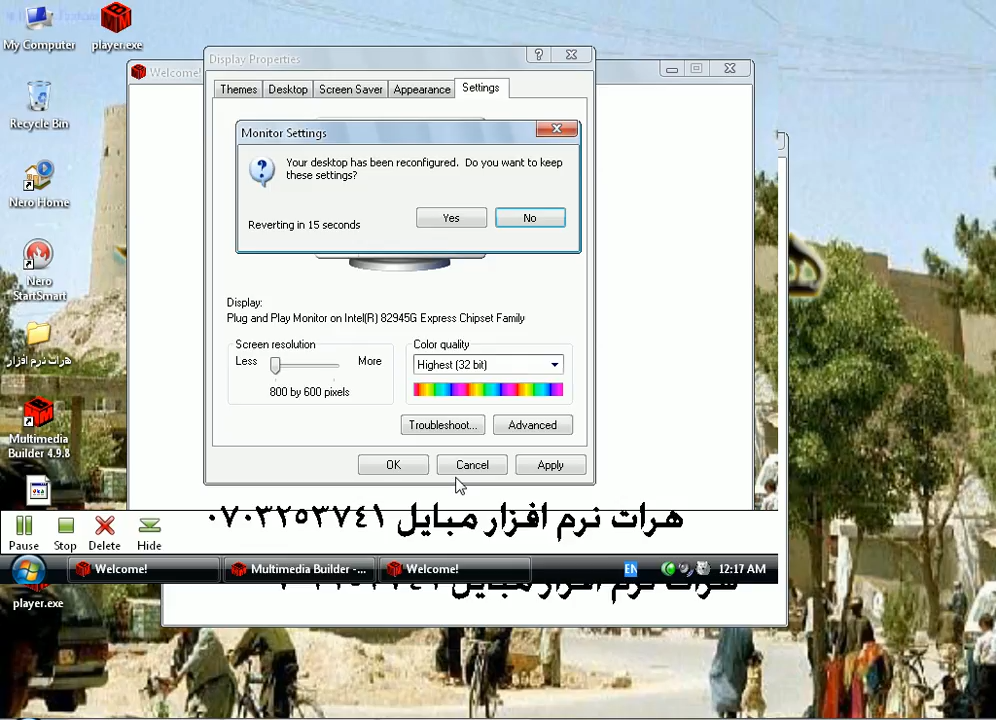 My Computer
player.exe
Recycle Bin
Nero Home
Nero
StartSmart
هرات نرم افزار
Multimedia
Builder 4.9.8
Welcome!
Display Properties
Themes
Desktop
Screen Saver
Appearance
Settings
Monitor Settings
Your desktop has been reconfigured. Do you want to keep
these settings?
Reverting in 15 seconds
Yes
No
Display:
Plug and Play Monitor on Intel(R) 82945G Express Chipset Family
Screen resolution
Less
More
800 by 600 pixels
Color quality
Highest (32 bit)
Troubleshoot...
Advanced
OK
Cancel
Apply
هرات نرم افزار مبایل ٠٧٠٣٢٥٣٧٤١
Pause
Stop
Delete
Hide
Welcome!
Multimedia Builder -...
Welcome!
EN
12:17 AM
player.exe